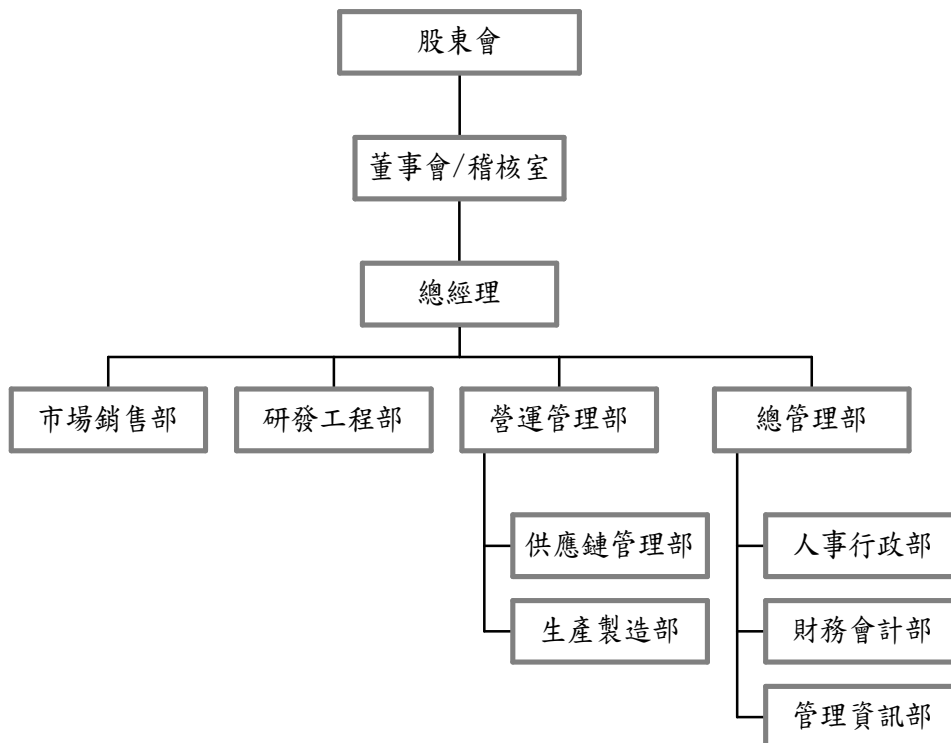 股東會
董事會/稽核室
總經理
市場銷售部
研發工程部
營運管理部
總管理部
供應鏈管理部
人事行政部
生產製造部
財務會計部
管理資訊部